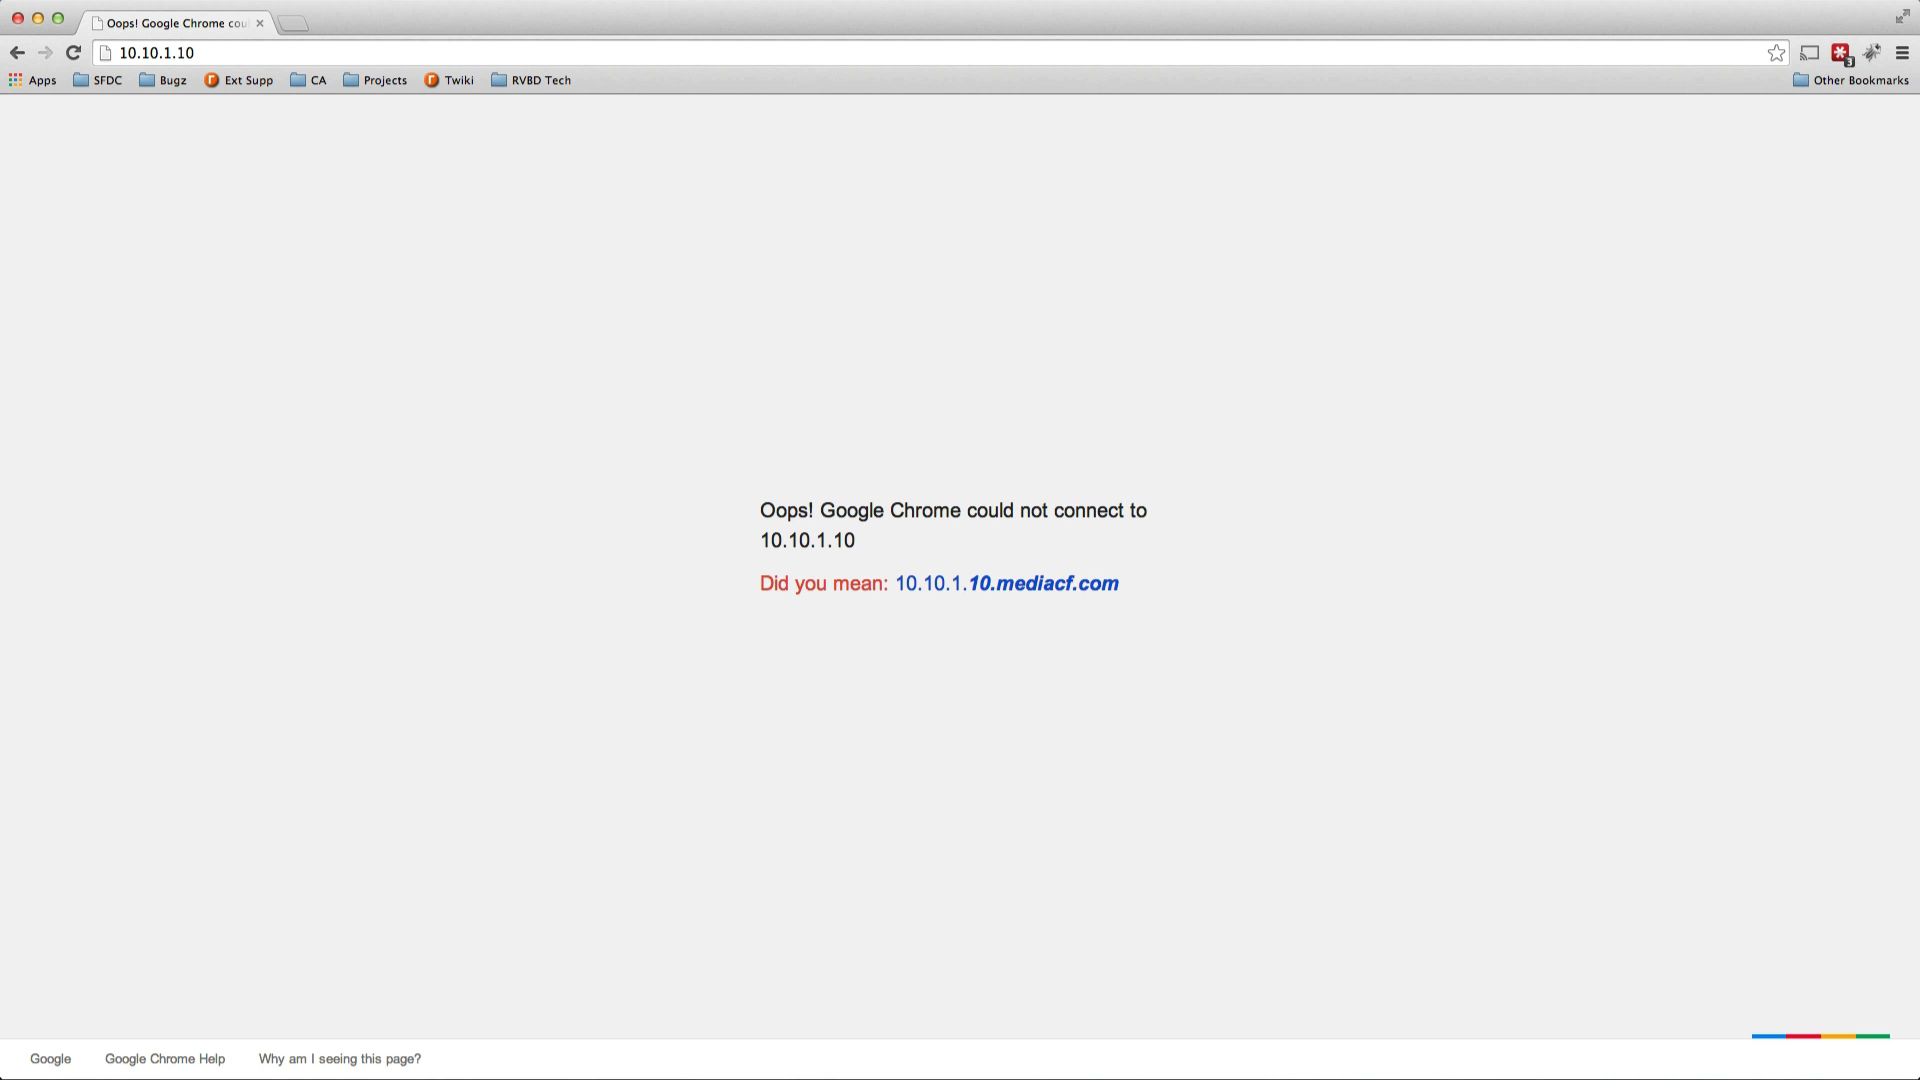 Oops! Google Chrome cou
10.10.1.10
3
Apps SFDC Bugz Ext Supp CA Projects Twiki RVBD Tech Other Bookmarks
Oops! Google Chrome could not connect to
10.10.1.10
Did you mean: 10.10.1.10.mediacf.com
Google Google Chrome Help Why am I seeing this page?